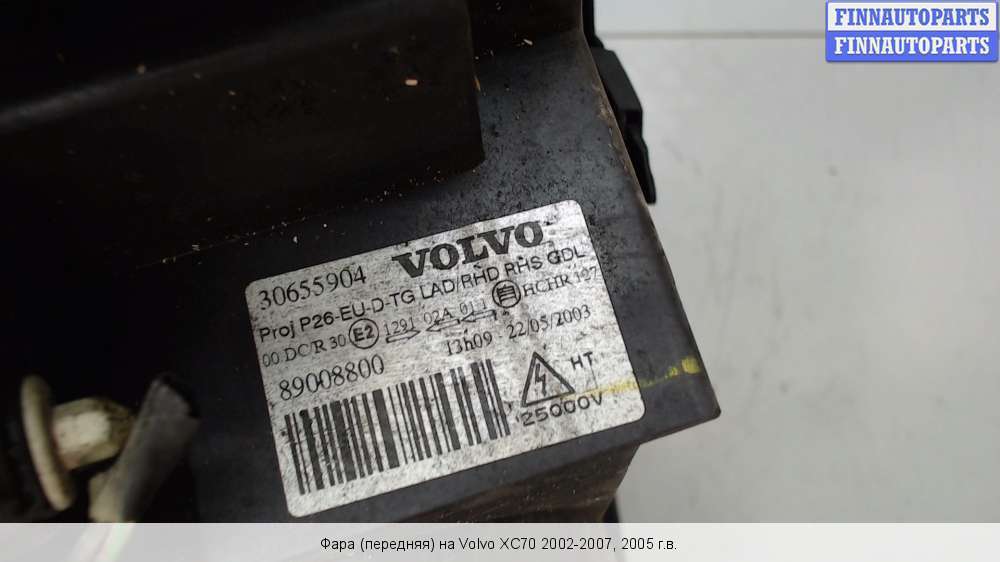 FINNAUTOPARTS
FINNAUTOPARTS
30655904 VOLVO
Proj P26-EU-D-TG LAD/RHD RHS GDL
00 DC/R 30 E2 1291 02A 011 HCHR 197
13h09 - 22/05/2003
89008800
HT
25000V
Фара (передняя) на Volvo XC70 2002-2007, 2005 г.в.